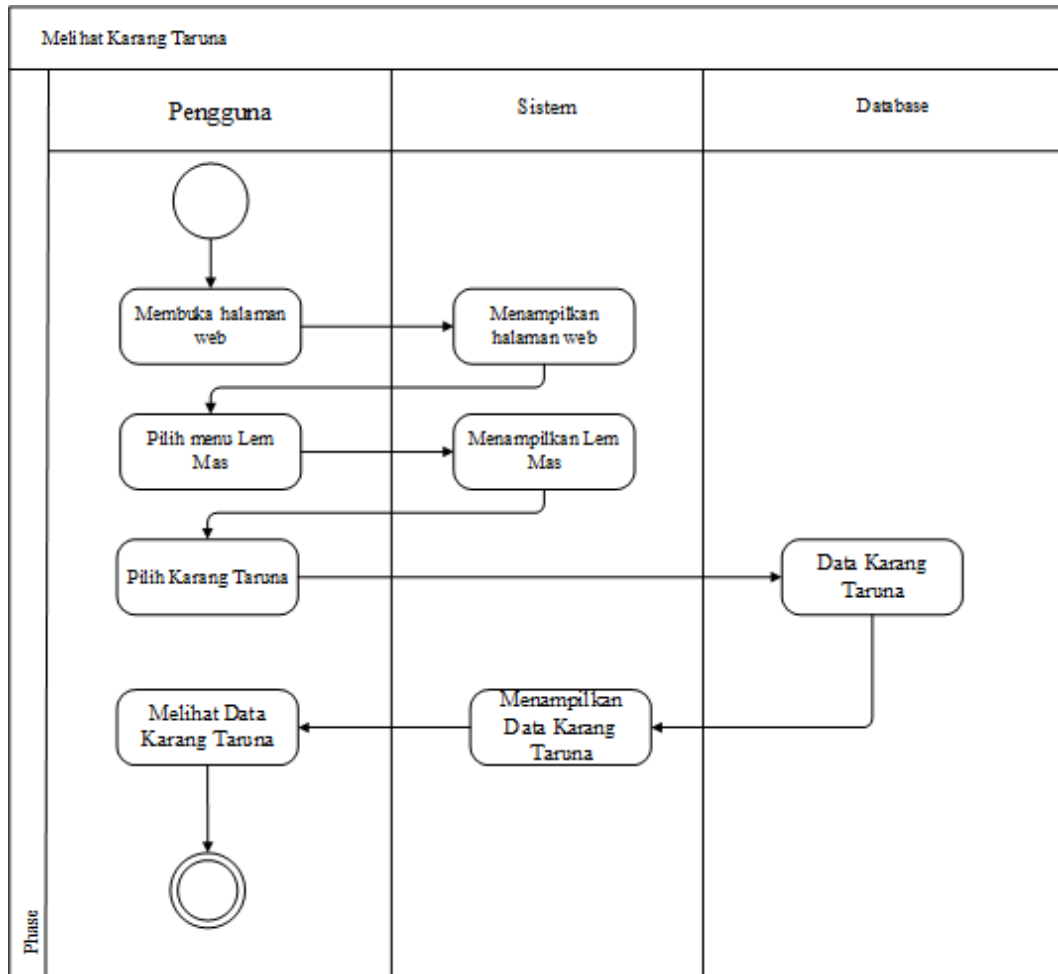 Melihat Karang Taruna
Pengguna
Sistem
Database
Membuka halaman
web
Menampilkan
halaman web
Pilih menu Lem
Mas
Menampilkan Lem
Mas
Pilih Karang Taruna
Data Karang
Taruna
Melihat Data
Karang Taruna
Menampilkan
Data Karang
Taruna
Phase